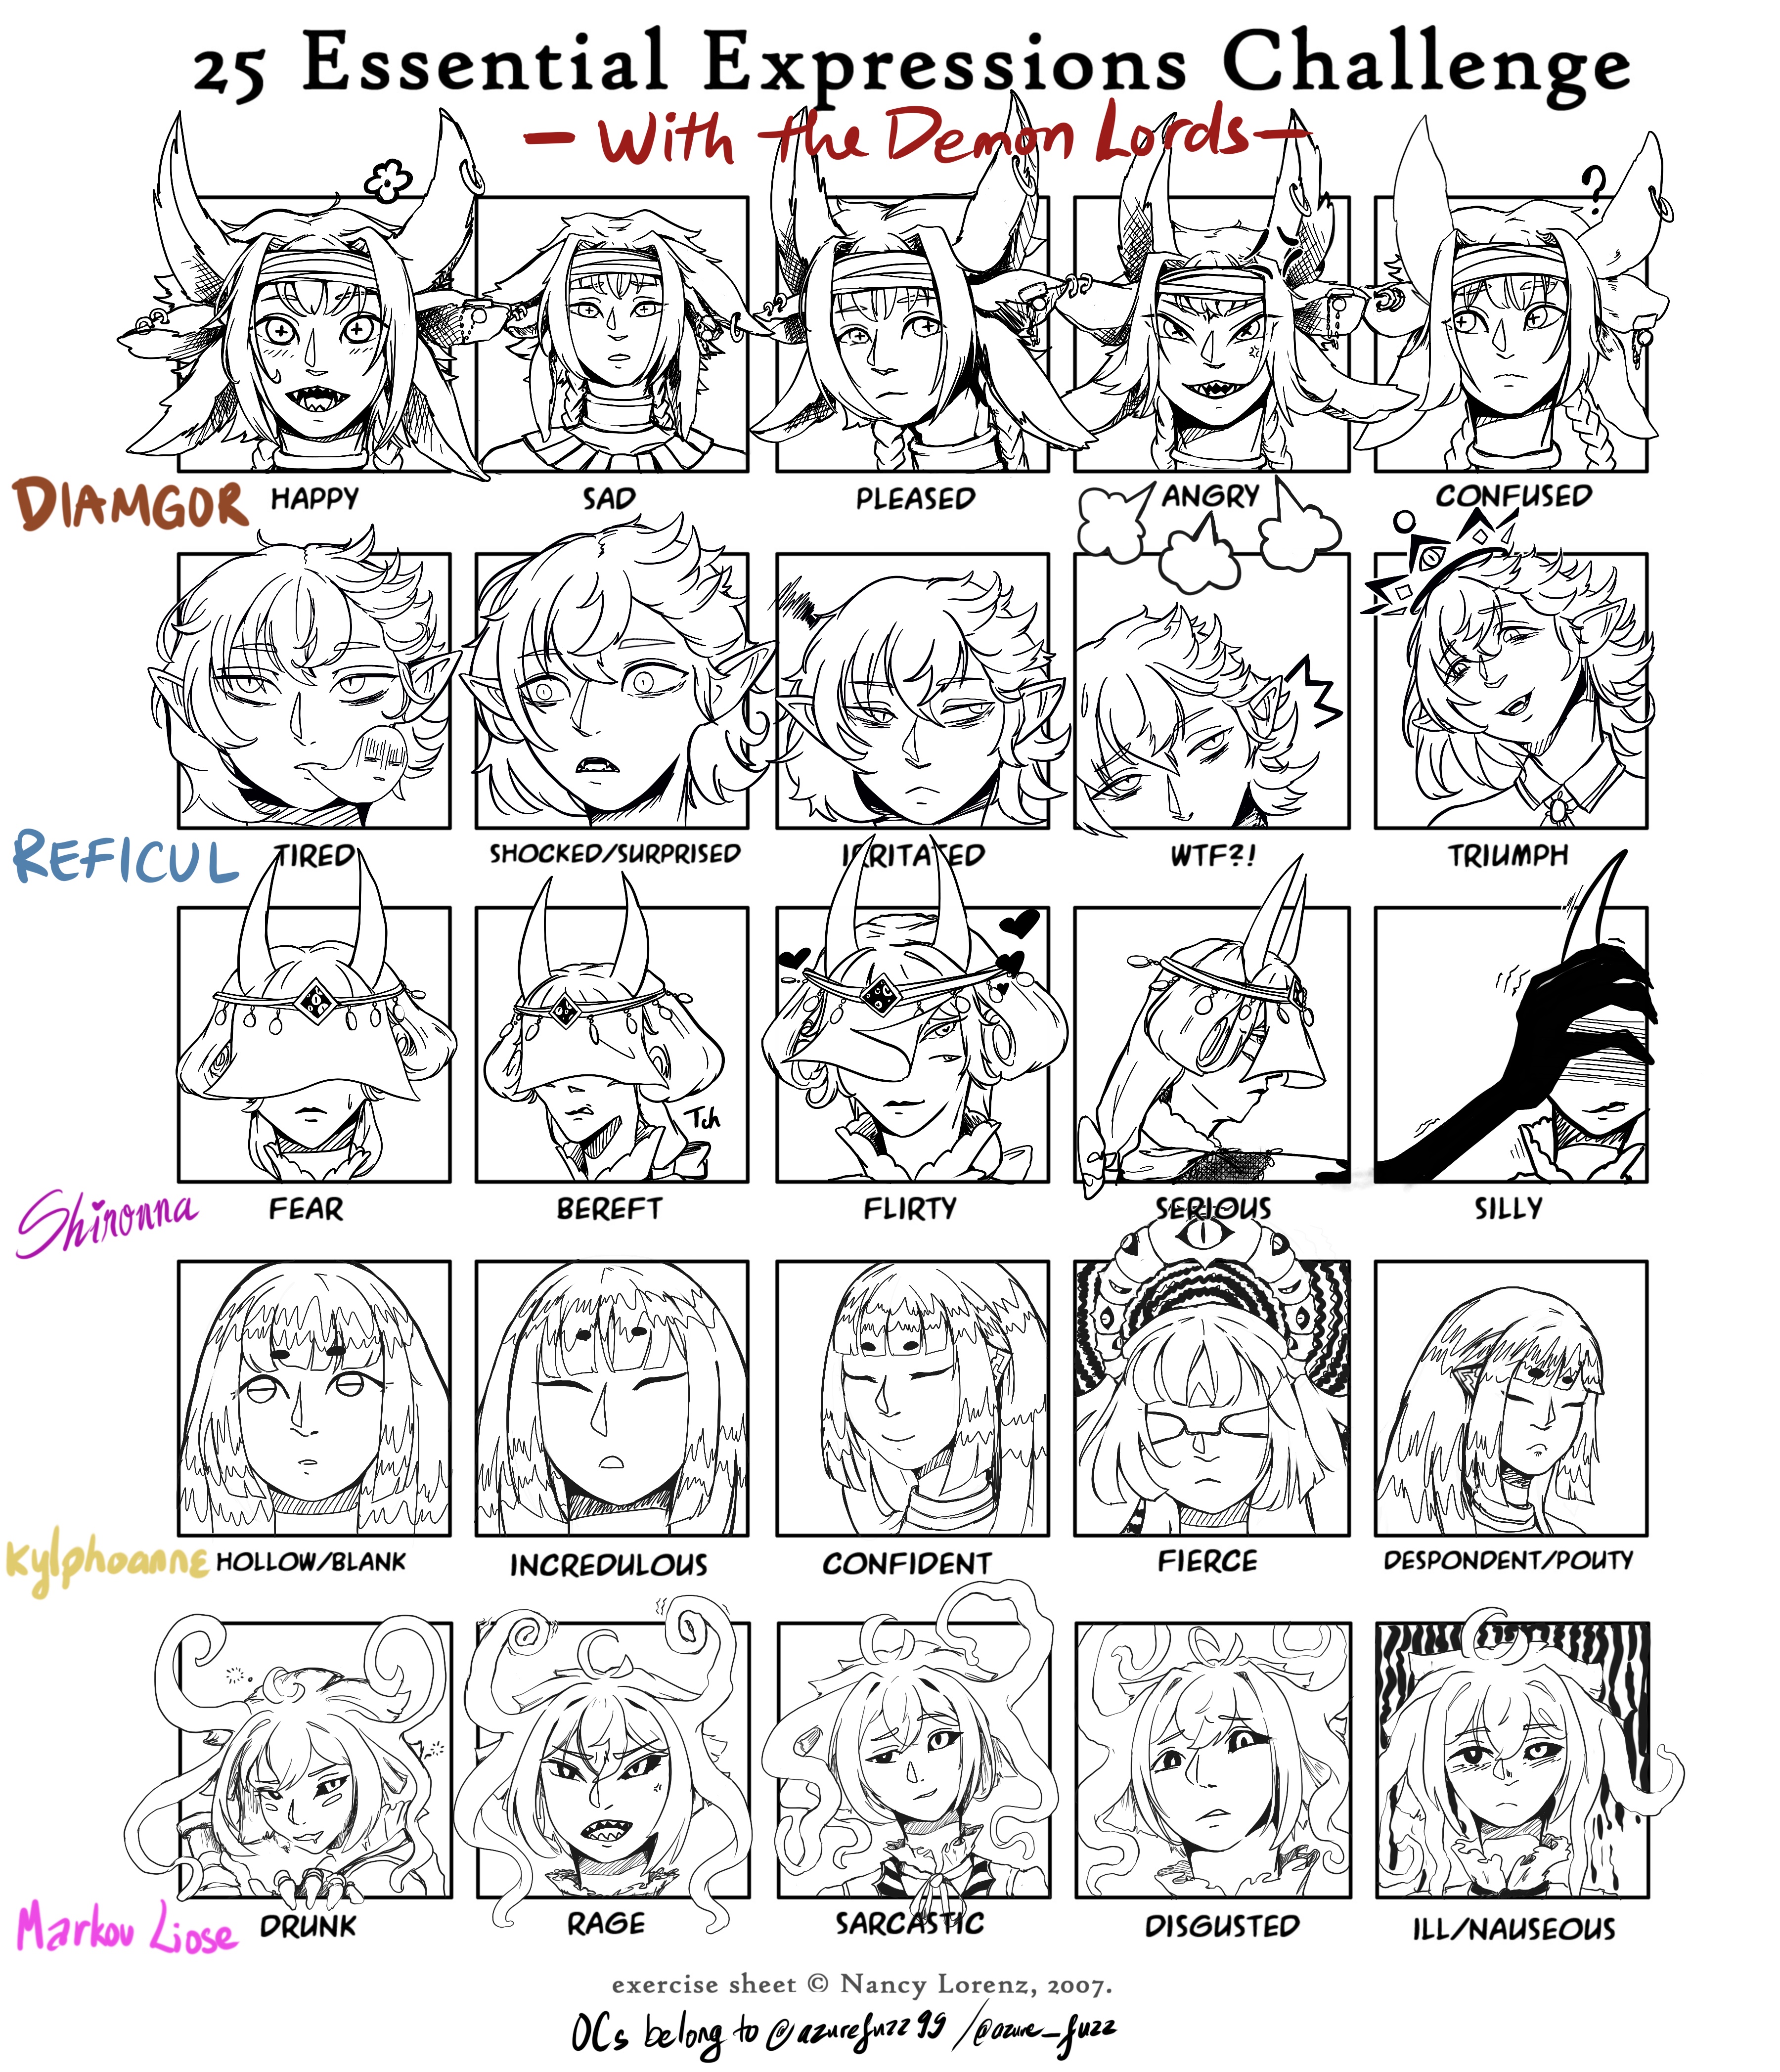 25 Essential Expressions Challenge
- With the Demon Lords -
?
DIAMGOR HAPPY SAD PLEASED ANGRY CONFUSED
REFICUL TIRED SHOCKED/SURPRISED IRRITATED WTF?! TRIUMPH
Tch
Shironna FEAR BEREFT FLIRTY SERIOUS SILLY
Kylphoanne HOLLOW/BLANK INCREDULOUS CONFIDENT FIERCE DESPONDENT/POUTY
Markov Liose DRUNK RAGE SARCASTIC DISGUSTED ILL/NAUSEOUS
exercise sheet © Nancy Lorenz, 2007.
OCs belong to @azurefuzz99 /@azure_fuzz